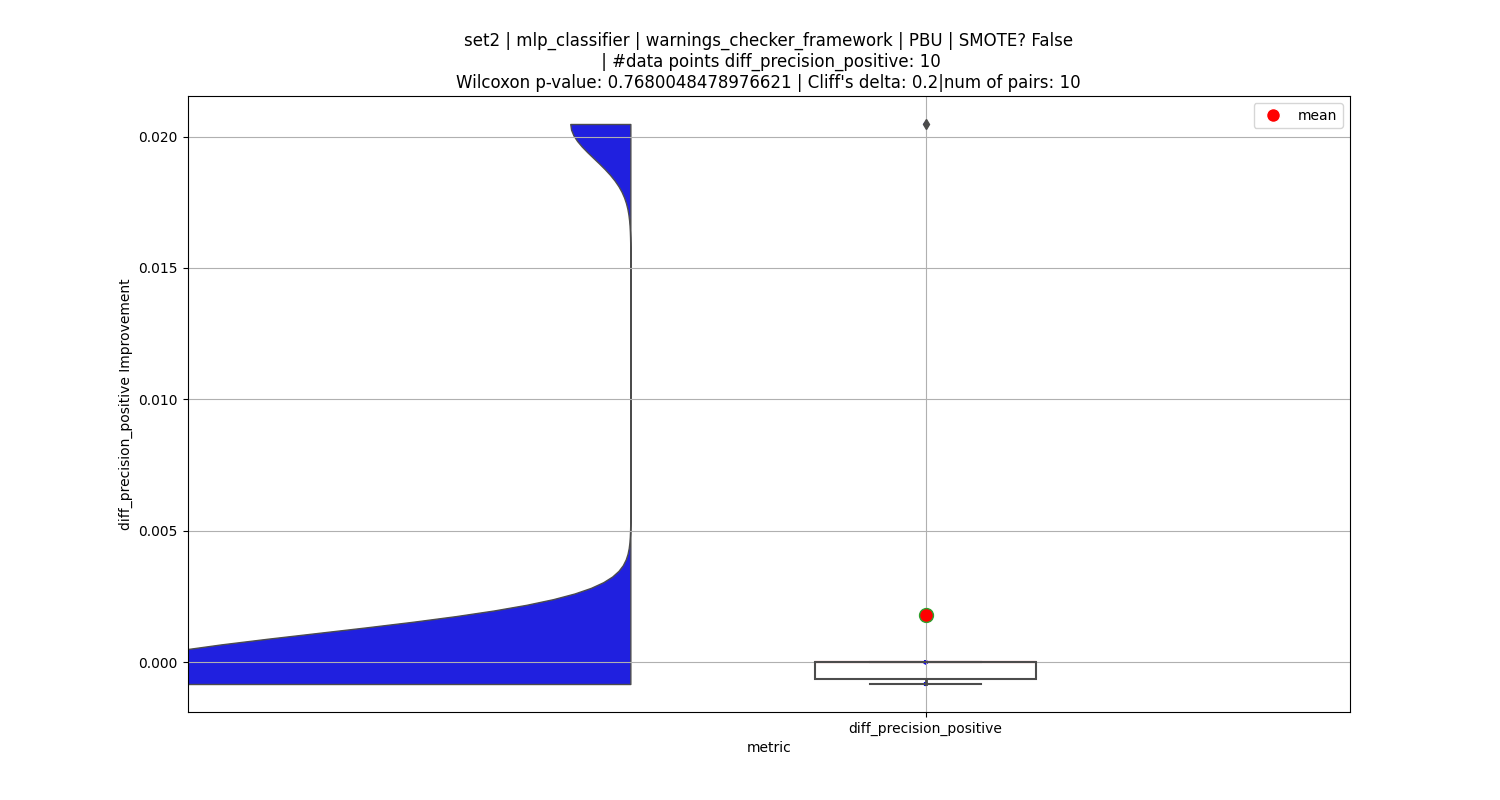 set2 | mlp_classifier | warnings_checker_framework | PBU | SMOTE? False
| #data points diff_precision_positive: 10
Wilcoxon p-value: 0.7680048478976621 | Cliff's delta: 0.2|num of pairs: 10
mean
0.020
0.015
0.010
0.005
0.000
diff_precision_positive Improvement
diff_precision_positive
metric